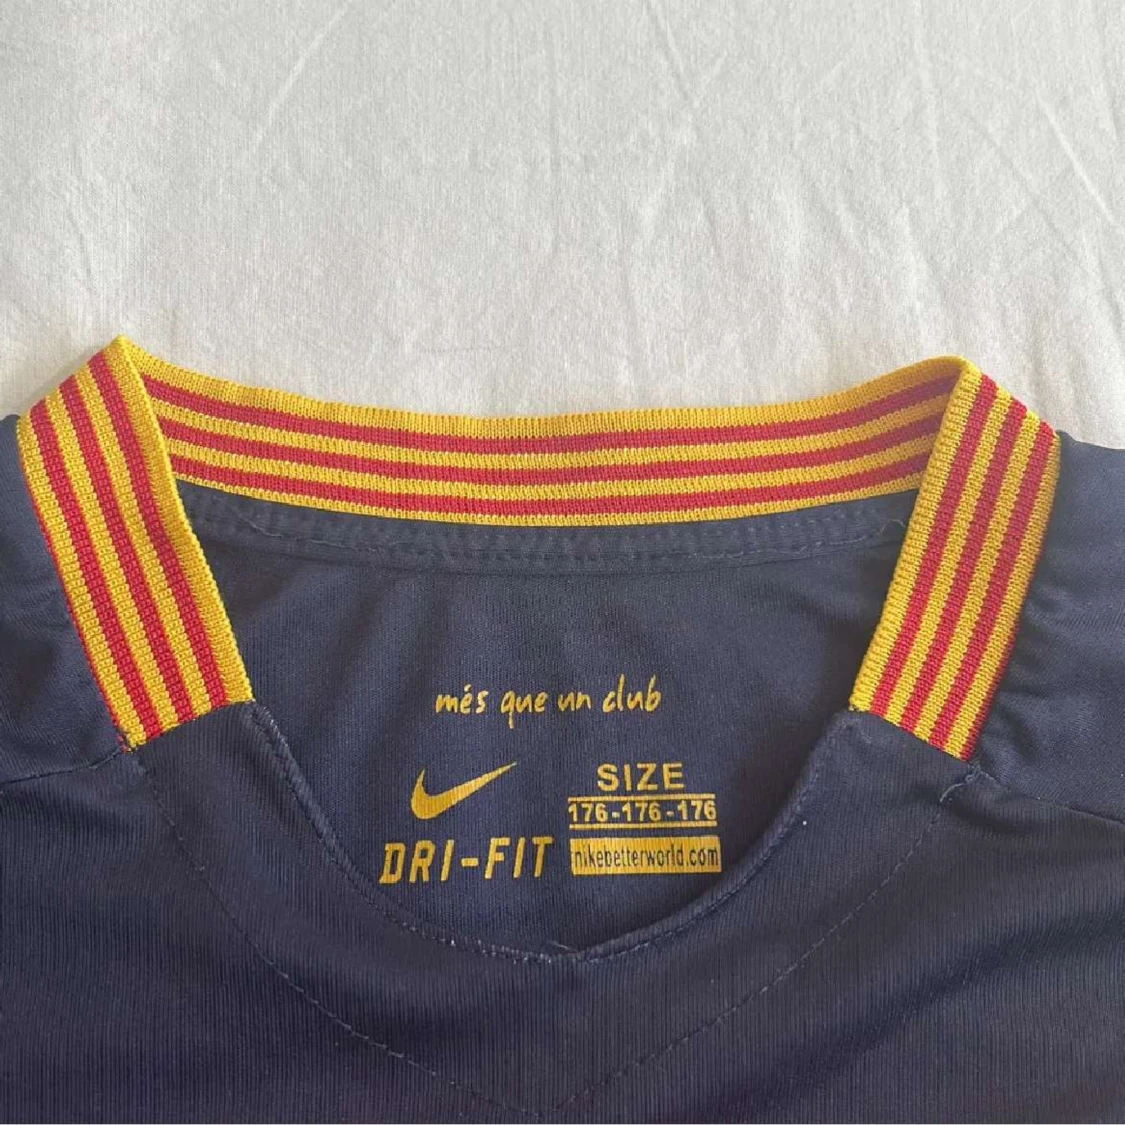 més que un club
SIZE
176-176-176
DRI-FIT
nikebetterworld.com